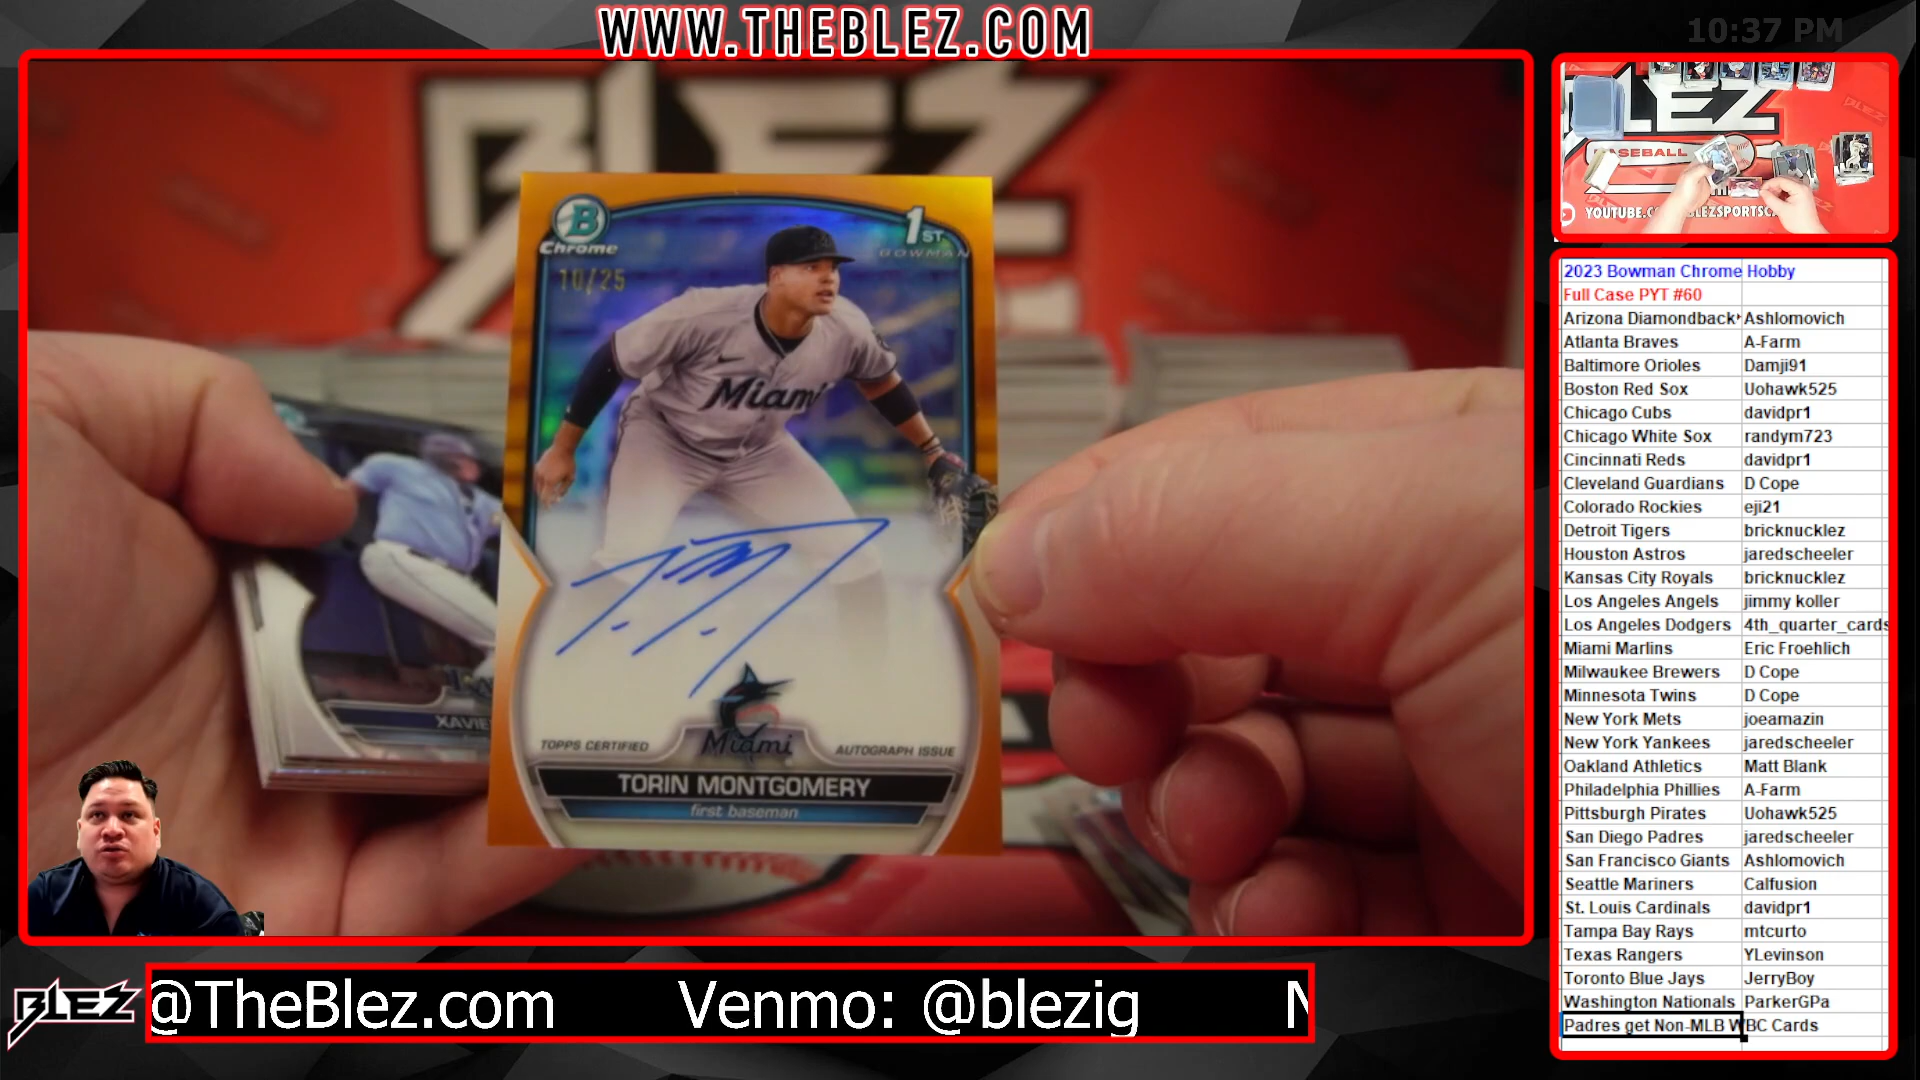 WWW.THEBLEZ.COM
10:37 PM
BLEZ
B
Chrome
1ST
BOWMAN
10/25
Miami
Miami
TOPPS CERTIFIED
AUTOGRAPH ISSUE
TORIN MONTGOMERY
first baseman
XAVIE
BLEZ
BASEBALL
2023 Bowman Chrome Hobby
Full Case PYT #60
Arizona Diamondback Ashlomovich
Atlanta Braves A-Farm
Baltimore Orioles Damji91
Boston Red Sox Uohawk525
Chicago Cubs davidpr1
Chicago White Sox randym723
Cincinnati Reds davidpr1
Cleveland Guardians D Cope
Colorado Rockies eji21
Detroit Tigers bricknucklez
Houston Astros jaredscheeler
Kansas City Royals bricknucklez
Los Angeles Angels jimmy koller
Los Angeles Dodgers 4th_quarter_cards
Miami Marlins Eric Froehlich
Milwaukee Brewers D Cope
Minnesota Twins D Cope
New York Mets joeamazin
New York Yankees jaredscheeler
Oakland Athletics Matt Blank
Philadelphia Phillies A-Farm
Pittsburgh Pirates Uohawk525
San Diego Padres jaredscheeler
San Francisco Giants Ashlomovich
Seattle Mariners Calfusion
St. Louis Cardinals davidpr1
Tampa Bay Rays mtcurto
Texas Rangers YLevinson
Toronto Blue Jays JerryBoy
Washington Nationals ParkerGPa
Padres get Non-MLB WBC Cards
BLEZ
@TheBlez.com Venmo: @blezig